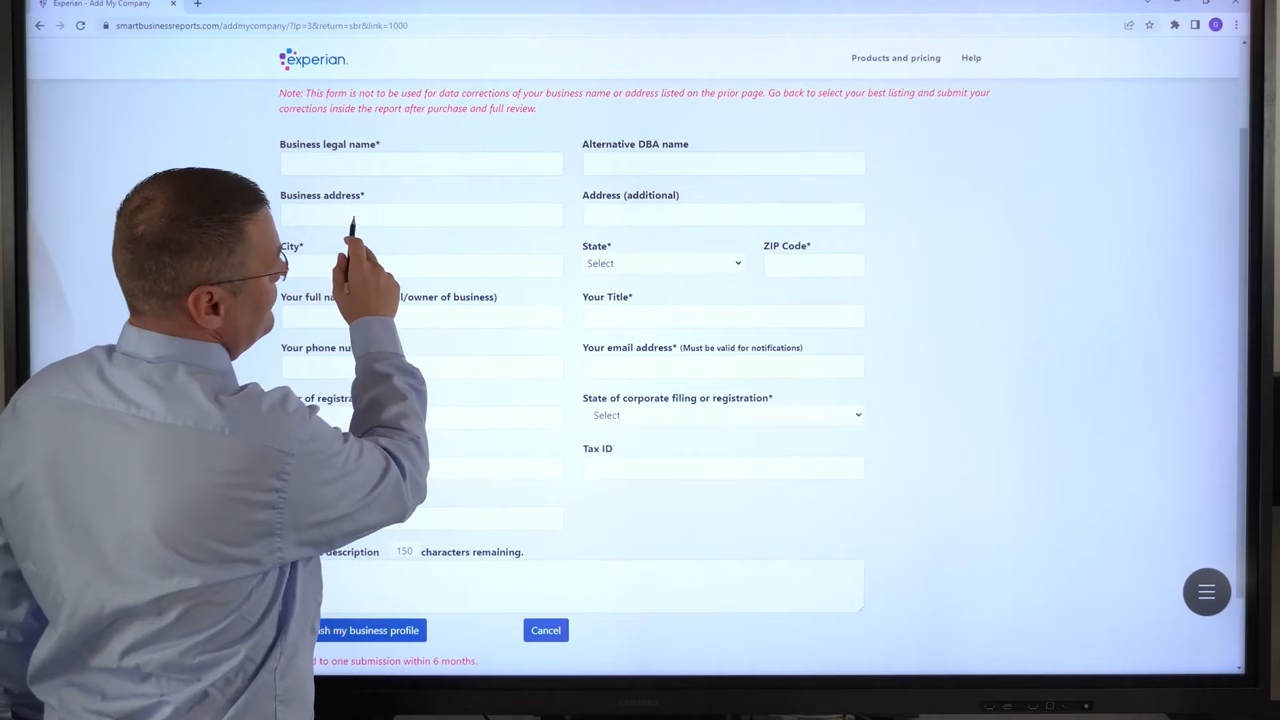 Experian - Add My Company
smartbusinessreports.com/addmycompany/?lp=3&return=sbr&link=1000
G
experian.
Products and pricing Help
Note: This form is not to be used for data corrections of your business name or address listed on the prior page. Go back to select your best listing and submit your
corrections inside the report after purchase and full review.
Business legal name* Alternative DBA name
Business address* Address (additional)
City* State* ZIP Code*
Select
Your full /owner of business) Your Title*
Your phone Your email address* (Must be valid for notifications)
of State of corporate filing or registration*
Select
Tax ID
description 150 characters remaining.
my business profile Cancel
to one submission within 6 months.
SAMSUNG